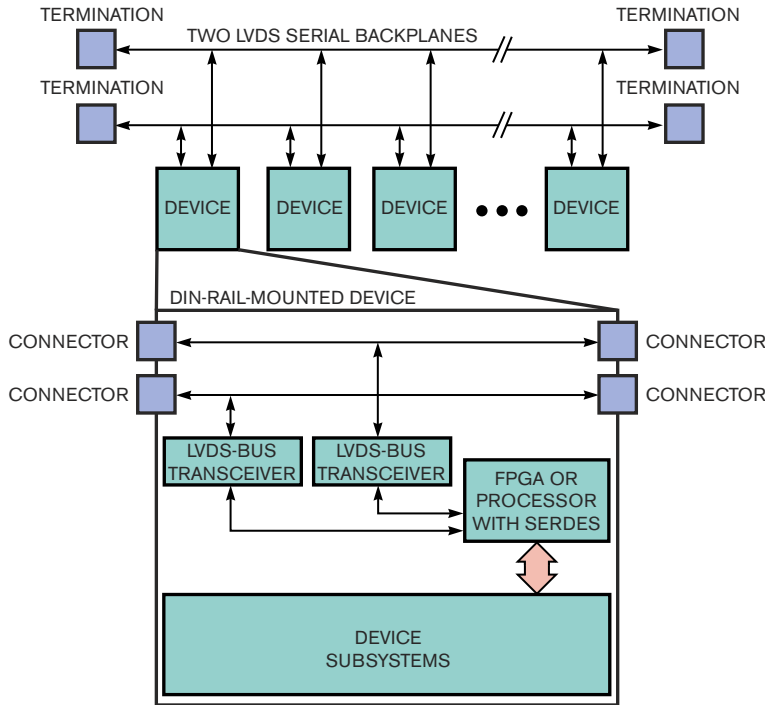 TERMINATION
TERMINATION
TWO LVDS SERIAL BACKPLANES
TERMINATION
TERMINATION
DEVICE
DEVICE
DEVICE
DEVICE
DIN-RAIL-MOUNTED DEVICE
CONNECTOR
CONNECTOR
CONNECTOR
CONNECTOR
LVDS-BUS
TRANSCEIVER
LVDS-BUS
TRANSCEIVER
FPGA OR
PROCESSOR
WITH SERDES
DEVICE
SUBSYSTEMS